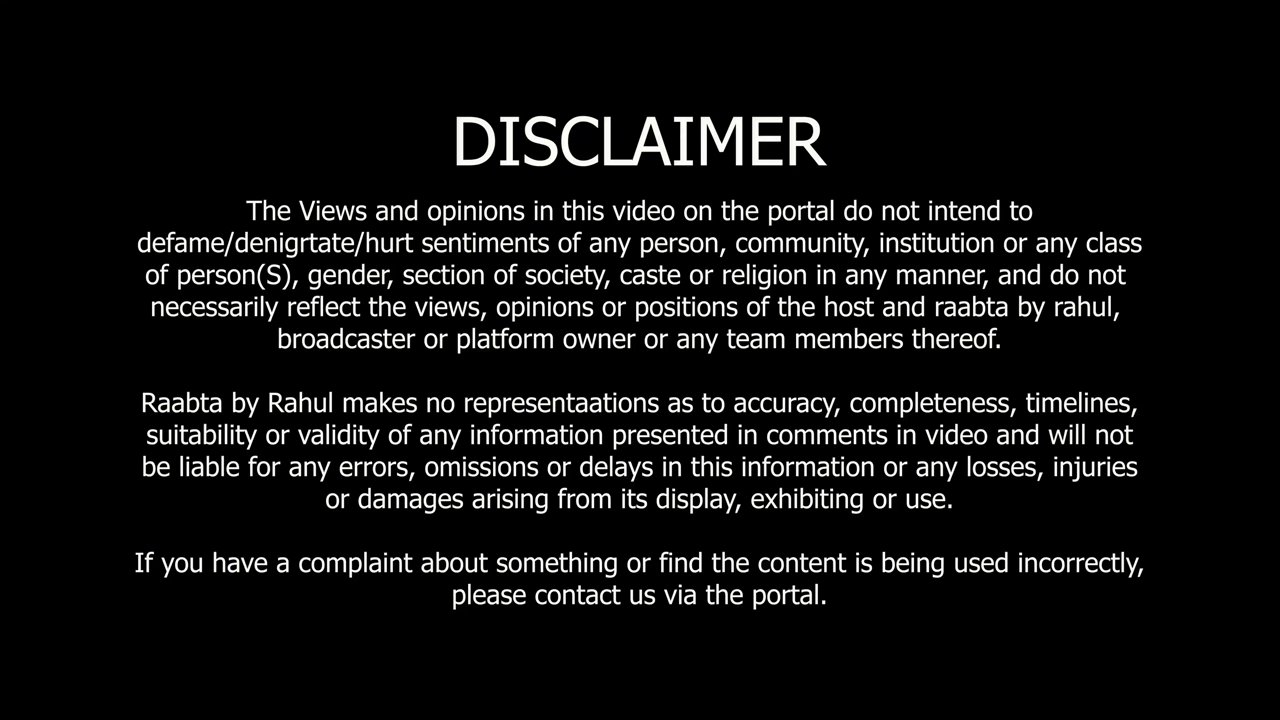 DISCLAIMER
The Views and opinions in this video on the portal do not intend to
defame/denigrtate/hurt sentiments of any person, community, institution or any class
of person(S), gender, section of society, caste or religion in any manner, and do not
necessarily reflect the views, opinions or positions of the host and raabta by rahul,
broadcaster or platform owner or any team members thereof.
Raabta by Rahul makes no representaations as to accuracy, completeness, timelines,
suitability or validity of any information presented in comments in video and will not
be liable for any errors, omissions or delays in this information or any losses, injuries
or damages arising from its display, exhibiting or use.
If you have a complaint about something or find the content is being used incorrectly,
please contact us via the portal.